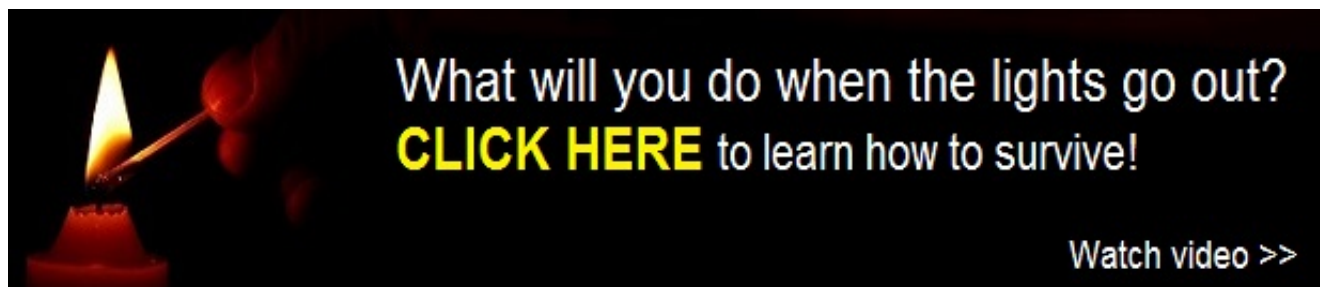 What will you do when the lights go out?
CLICK HERE to learn how to survive!
Watch video >>